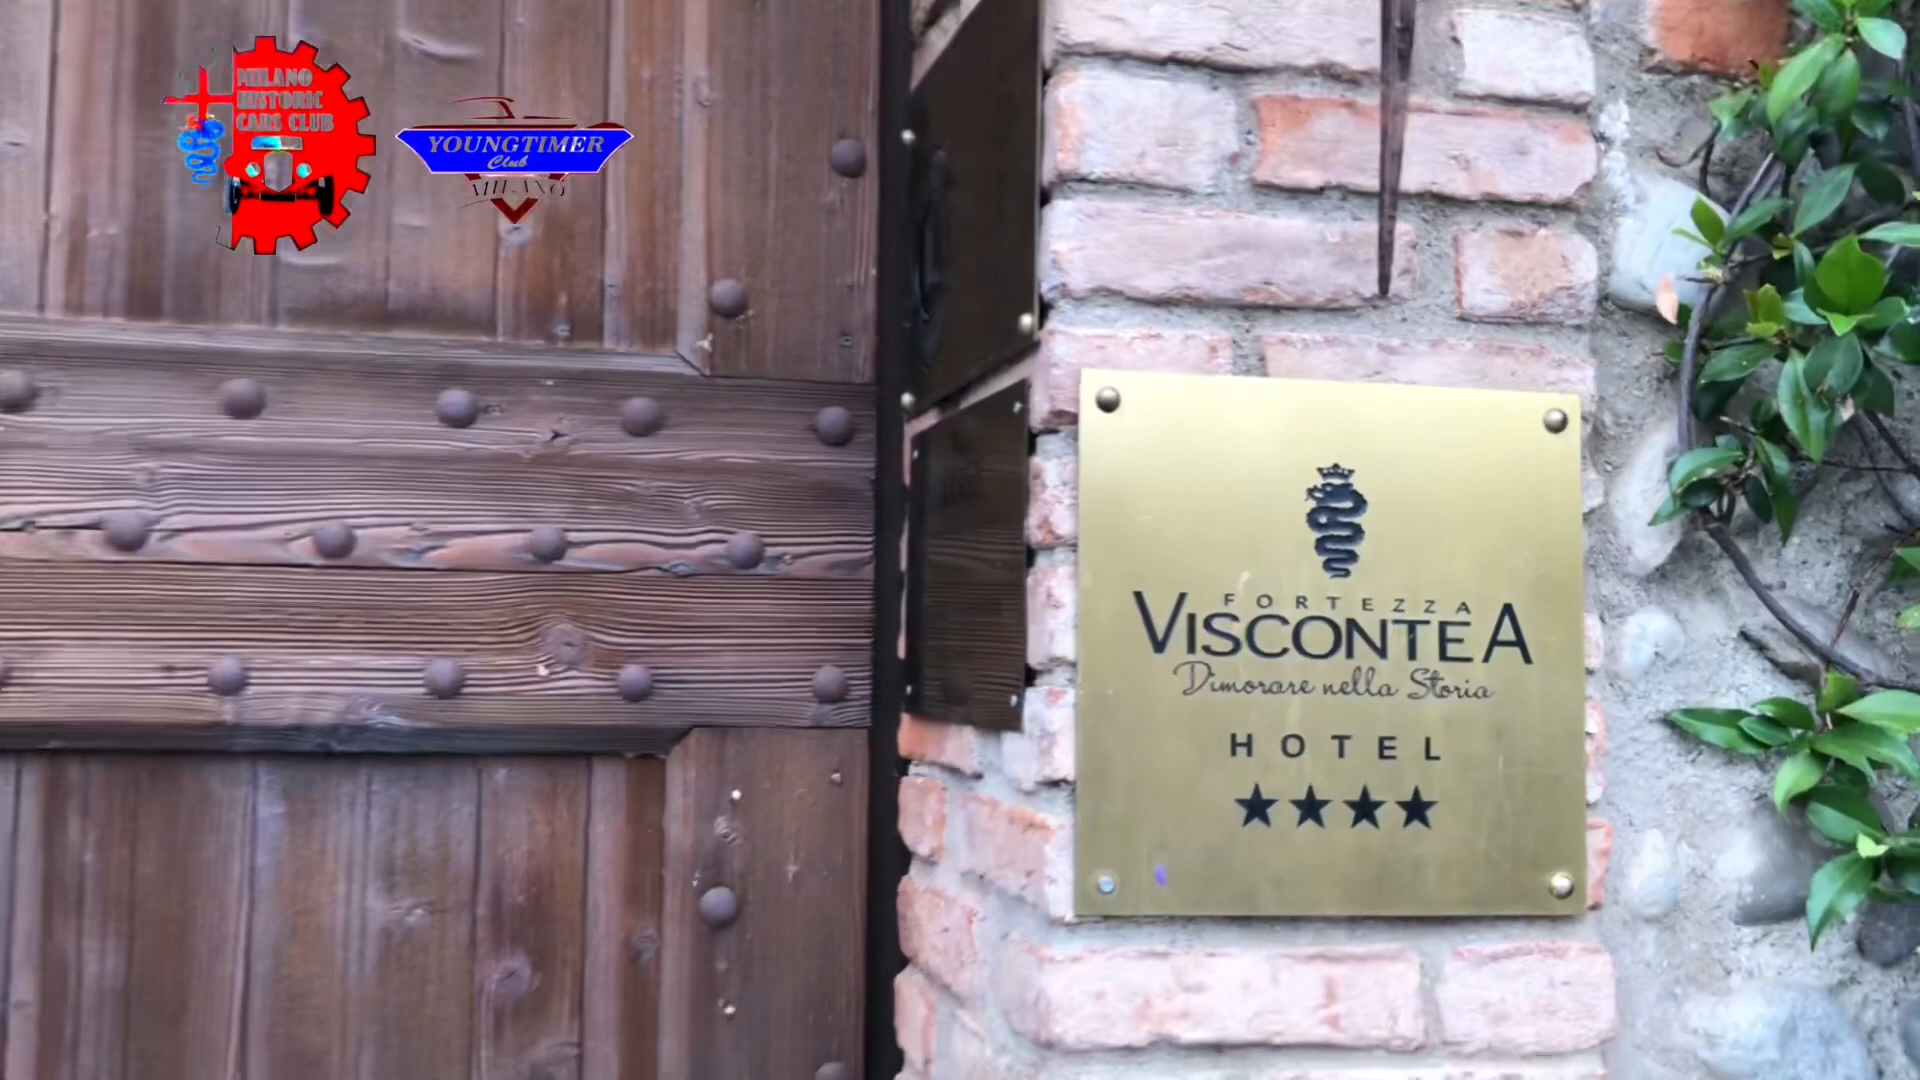 MILANO
HISTORIC
CARS CLUB
YOUNGTIMER
Club
MILANO
FORTEZZA
VISCONTEA
Dimorare nella Storia
HOTEL